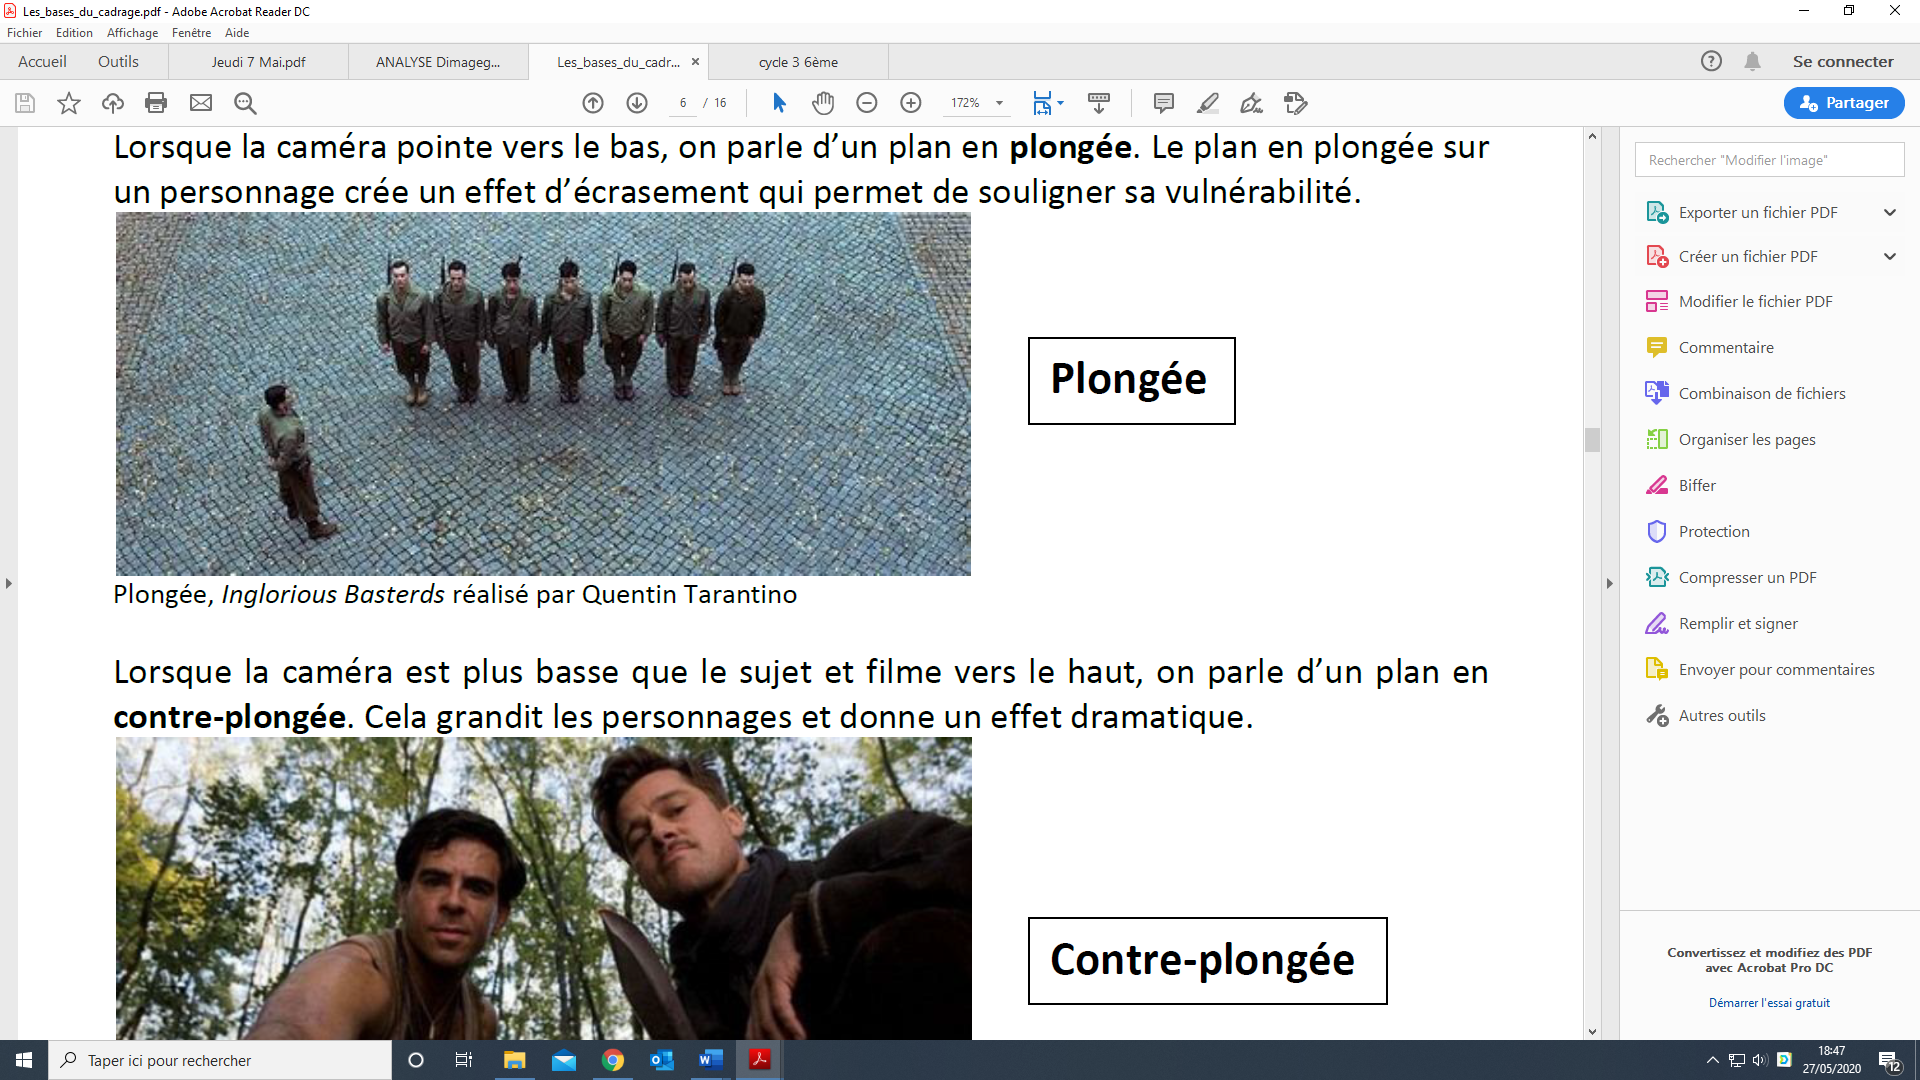 Les_bases_du_cadrage.pdf - Adobe Acrobat Reader DC
Fichier Edition Affichage Fenêtre Aide
Accueil Outils Jeudi 7 Mai.pdf ANALYSE Dimageg... Les_bases_du_cadr... × cycle 3 6ème Se connecter
6 / 16 172% Partager
Lorsque la caméra pointe vers le bas, on parle d’un plan en plongée. Le plan en plongée sur
un personnage crée un effet d’écrasement qui permet de souligner sa vulnérabilité.
Plongée
Plongée, Inglorious Basterds réalisé par Quentin Tarantino
Lorsque la caméra est plus basse que le sujet et filme vers le haut, on parle d’un plan en
contre-plongée. Cela grandit les personnages et donne un effet dramatique.
Contre-plongée
Rechercher "Modifier l'image"
Exporter un fichier PDF
Créer un fichier PDF
Modifier le fichier PDF
Commentaire
Combinaison de fichiers
Organiser les pages
Biffer
Protection
Compresser un PDF
Remplir et signer
Envoyer pour commentaires
Autres outils
Convertissez et modifiez des PDF
avec Acrobat Pro DC
Démarrer l'essai gratuit
Taper ici pour rechercher
18:47
27/05/2020
12